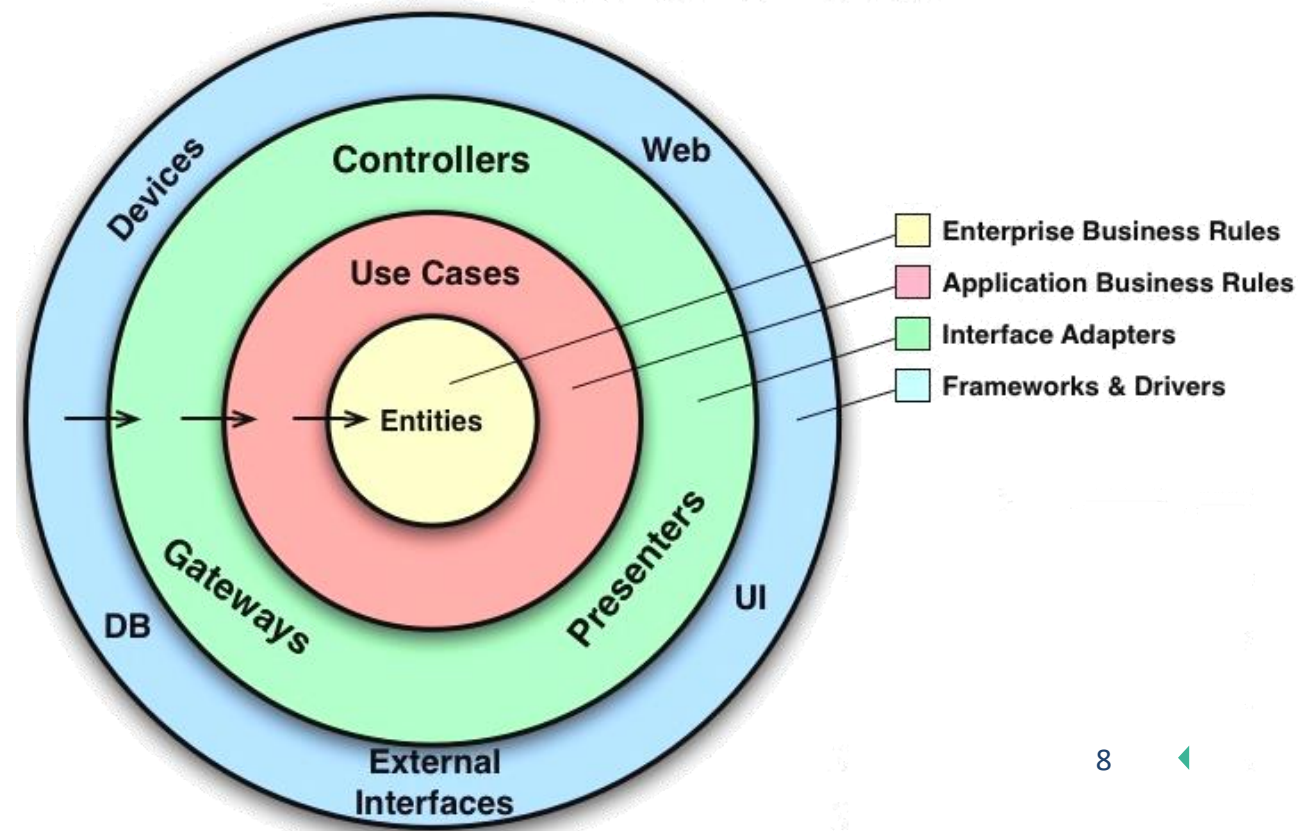 Devices
Controllers
Web
Use Cases
Entities
Gateways
Presenters
DB
UI
External
Interfaces
Enterprise Business Rules
Application Business Rules
Interface Adapters
Frameworks & Drivers
8